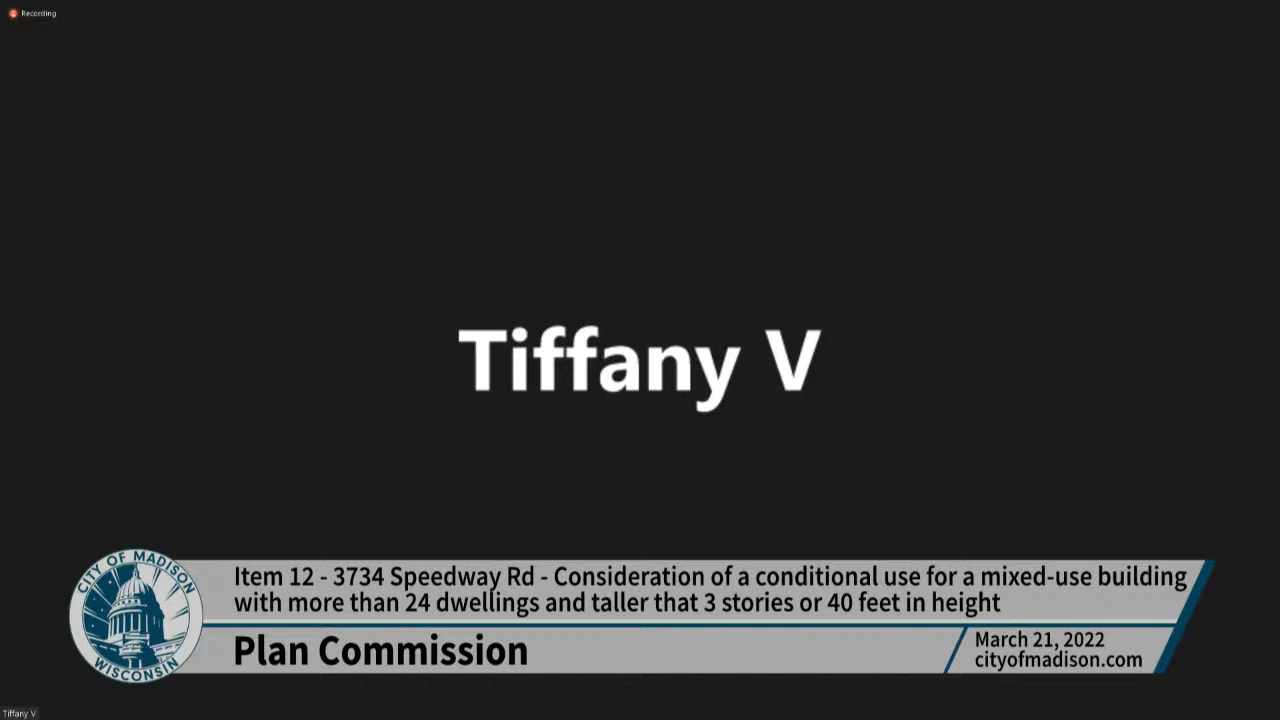 Recording
Tiffany V
CITY OF MADISON
WISCONSIN
Item 12 - 3734 Speedway Rd - Consideration of a conditional use for a mixed-use building
with more than 24 dwellings and taller that 3 stories or 40 feet in height
Plan Commission
March 21, 2022
cityofmadison.com
Tiffany V